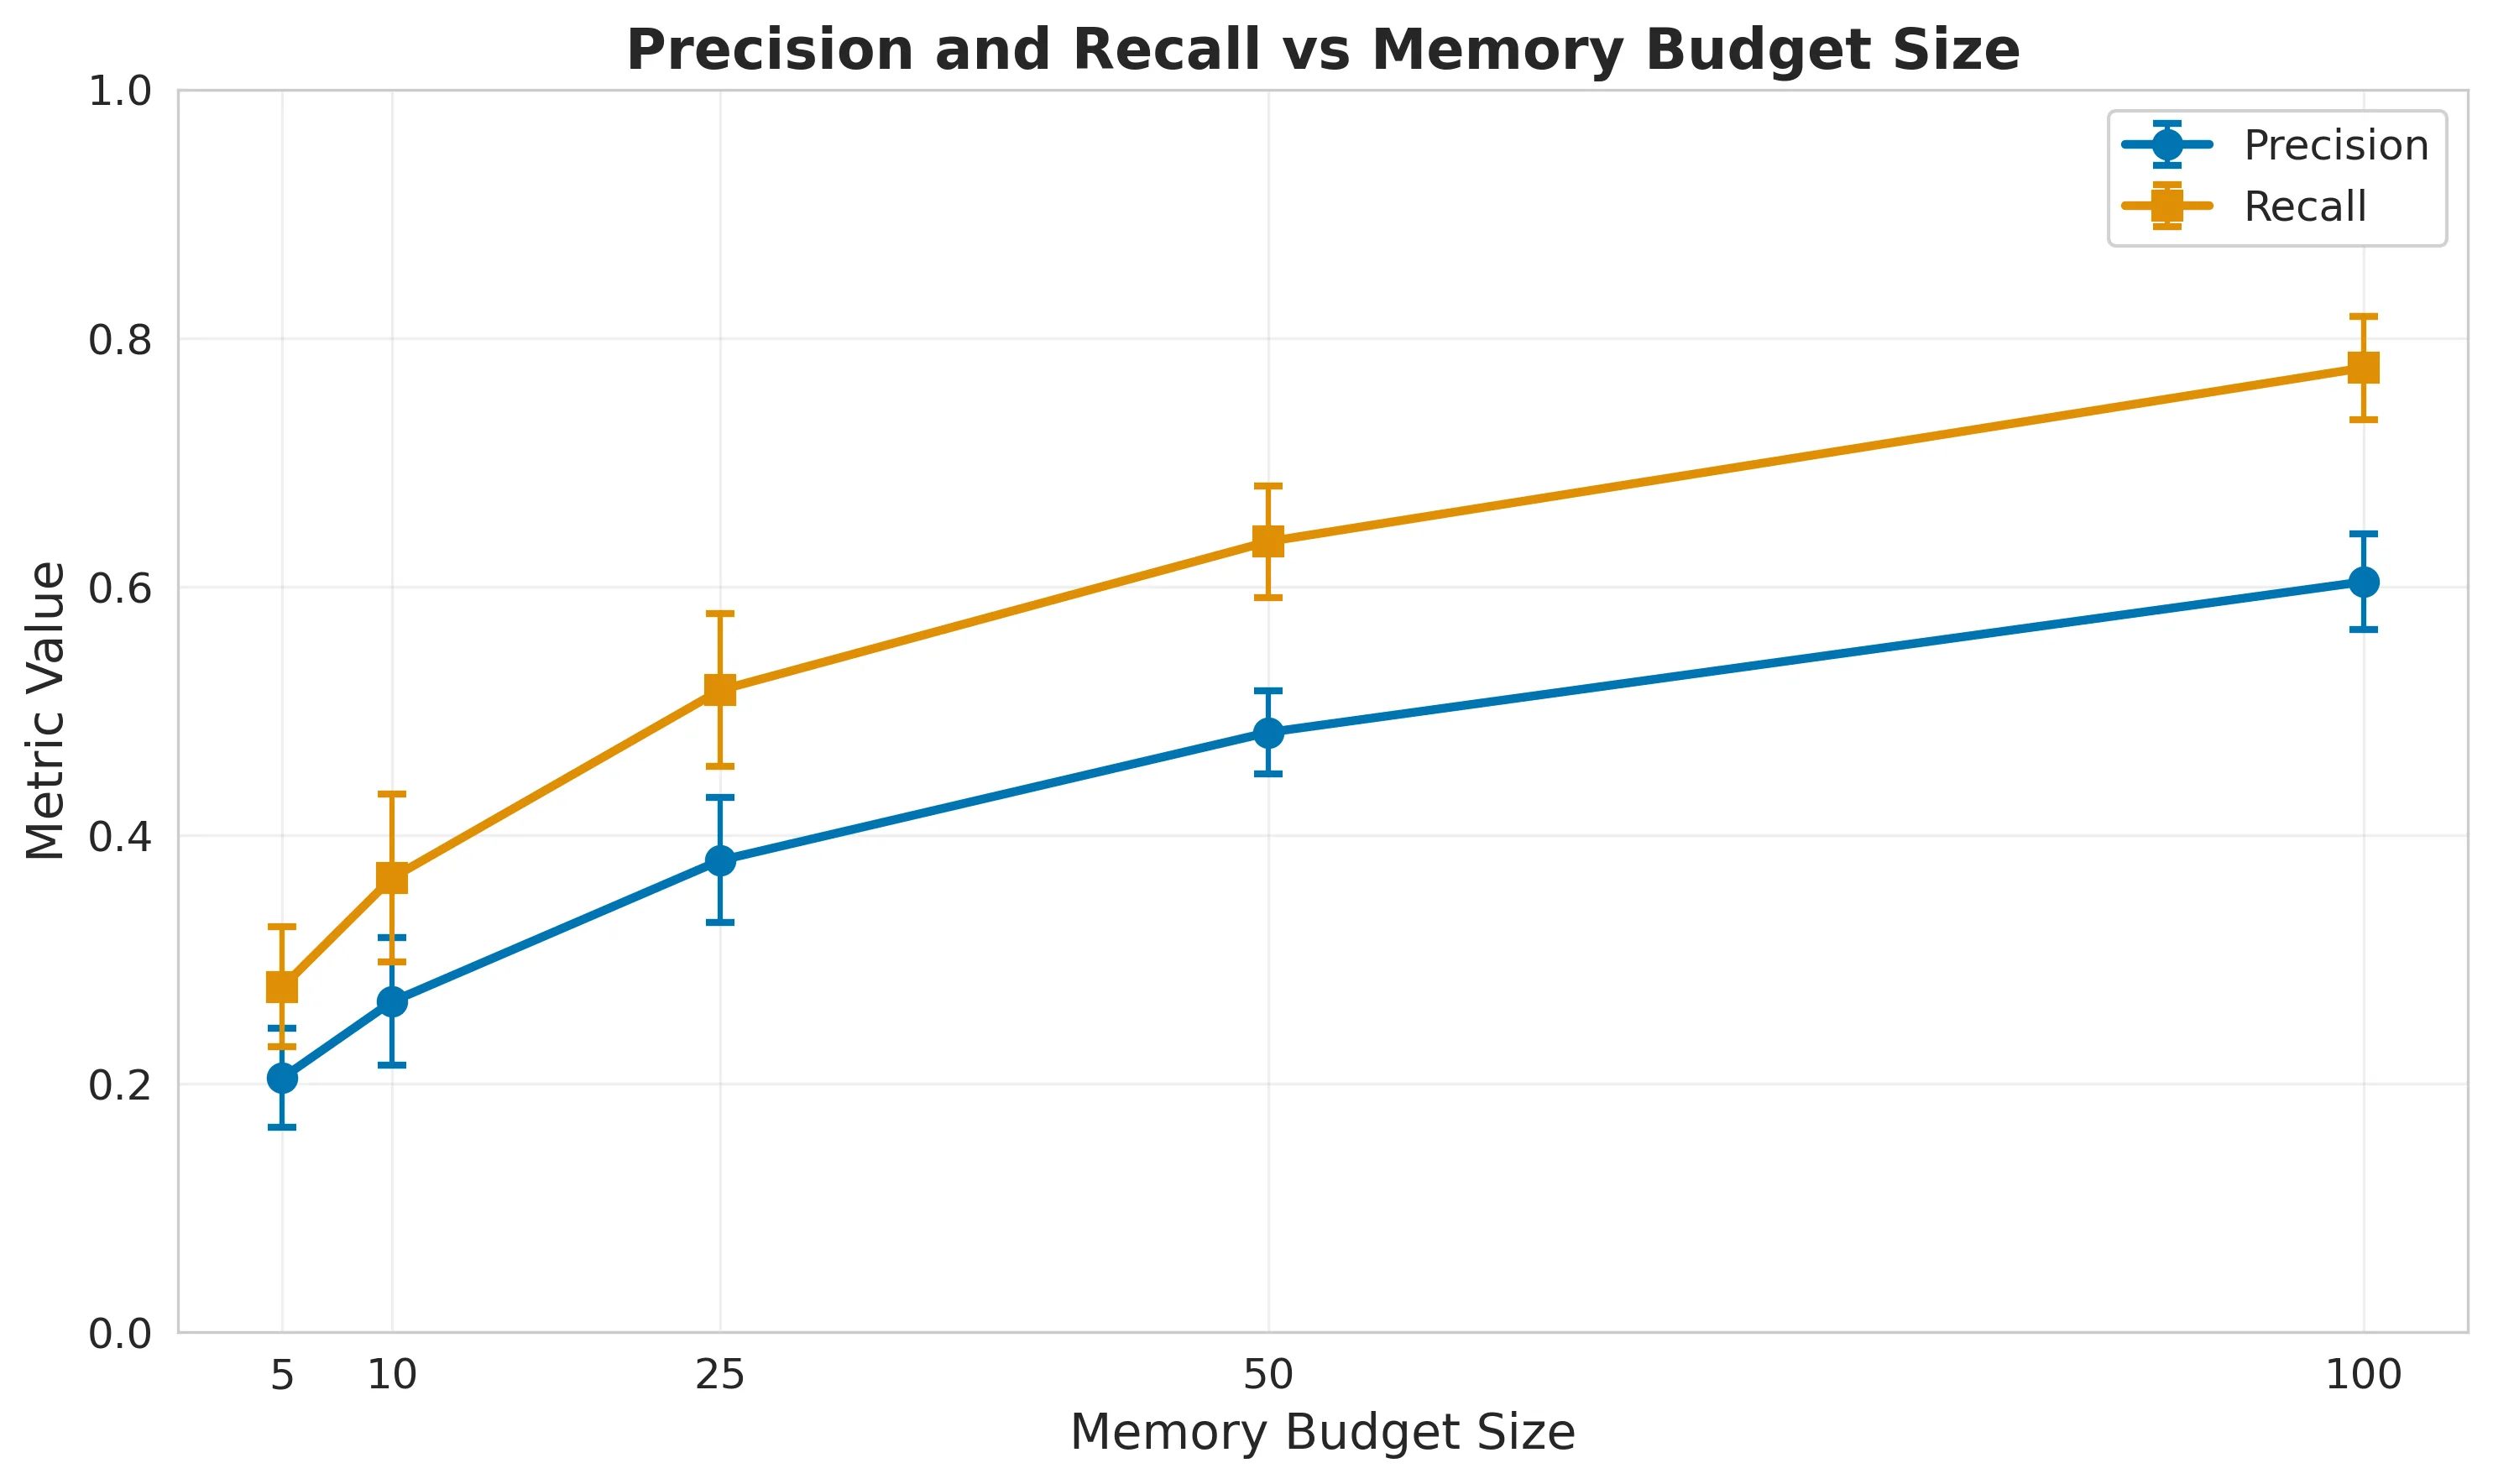 Precision and Recall vs Memory Budget Size
Precision
Recall
Metric Value
1.0
0.8
0.6
0.4
0.2
0.0
5 10 25 50 100
Memory Budget Size